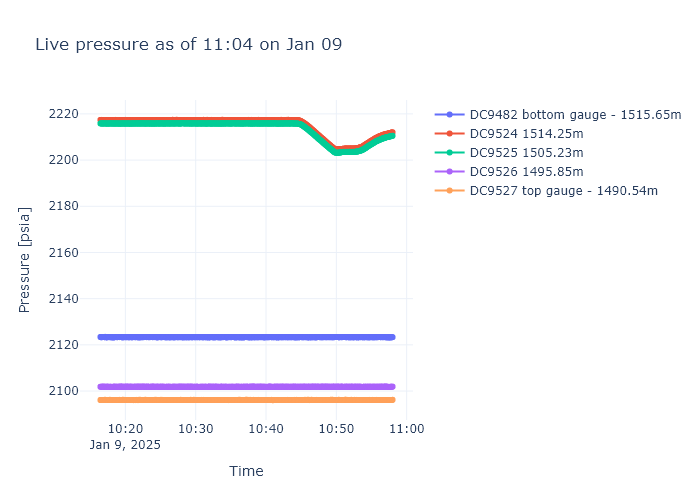 Live pressure as of 11:04 on Jan 09
DC9482 bottom gauge - 1515.65m
DC9524 1514.25m
DC9525 1505.23m
DC9526 1495.85m
DC9527 top gauge - 1490.54m
Pressure [psia]
2220
2200
2180
2160
2140
2120
2100
10:20 10:30 10:40 10:50 11:00
Jan 9, 2025
Time